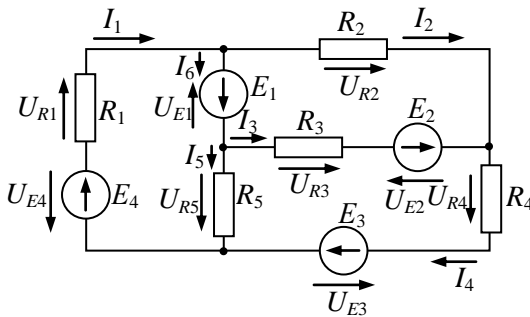 I1 R2 I2
I6
UR2
UR1 R1 UE1 E1
I3 R3 E2
I5
UR3 UE2 UR4 R4
UE4 E4 UR5 R5
E3
I4
UE3